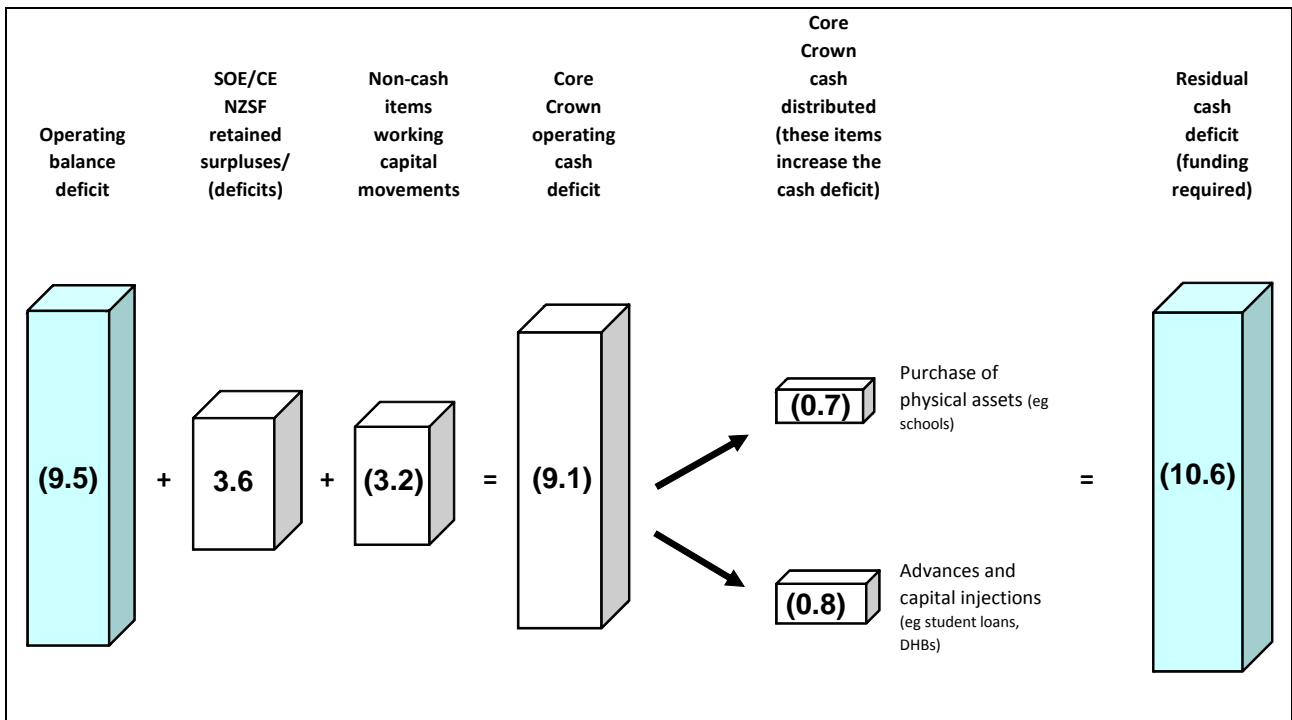 Operating
balance
deficit
SOE/CE
NZSF
retained
surpluses/
(deficits)
Non-cash
items
working
capital
movements
Core
Crown
operating
cash
deficit
Core
Crown
cash
distributed
(these items
increase the
cash deficit)
Residual
cash
deficit
(funding
required)
(9.5)
+
3.6
+
(3.2)
=
(9.1)
(0.7)
Purchase of
physical assets (eg
schools)
(0.8)
Advances and
capital injections
(eg student loans,
DHBs)
=
(10.6)